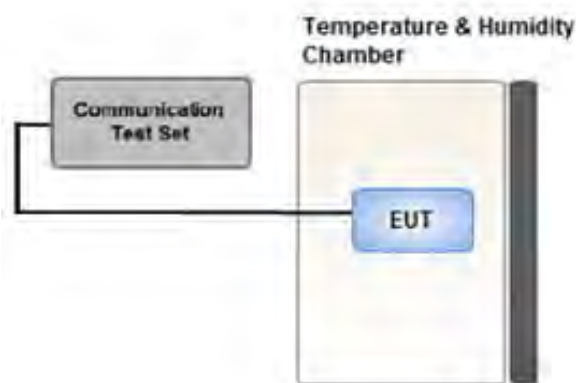 Temperature & Humidity
Chamber
Communication
Test Set
EUT